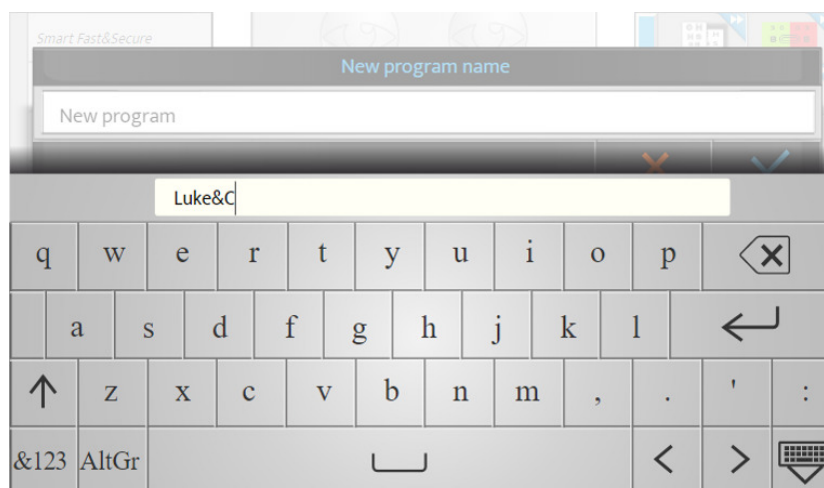 Smart Fast&Secure
New program name
New program
Luke&C
q w e r t y u i o p
a s d f g h j k l
z x c v b n m , . ' :
&123 AltGr < >